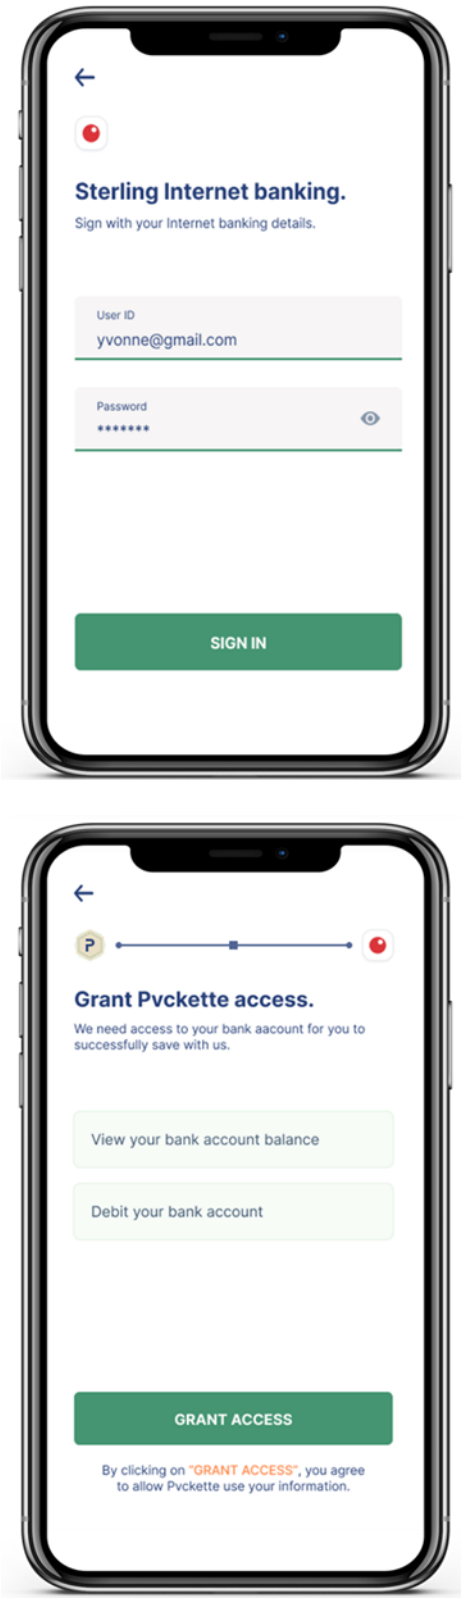 Sterling Internet banking.
Sign with your Internet banking details.
User ID
yvonne@gmail.com
Password
*******
SIGN IN
P
Grant Pvckette access.
We need access to your bank aacount for you to
successfully save with us.
View your bank account balance
Debit your bank account
GRANT ACCESS
By clicking on "GRANT ACCESS", you agree
to allow Pvckette use your information.